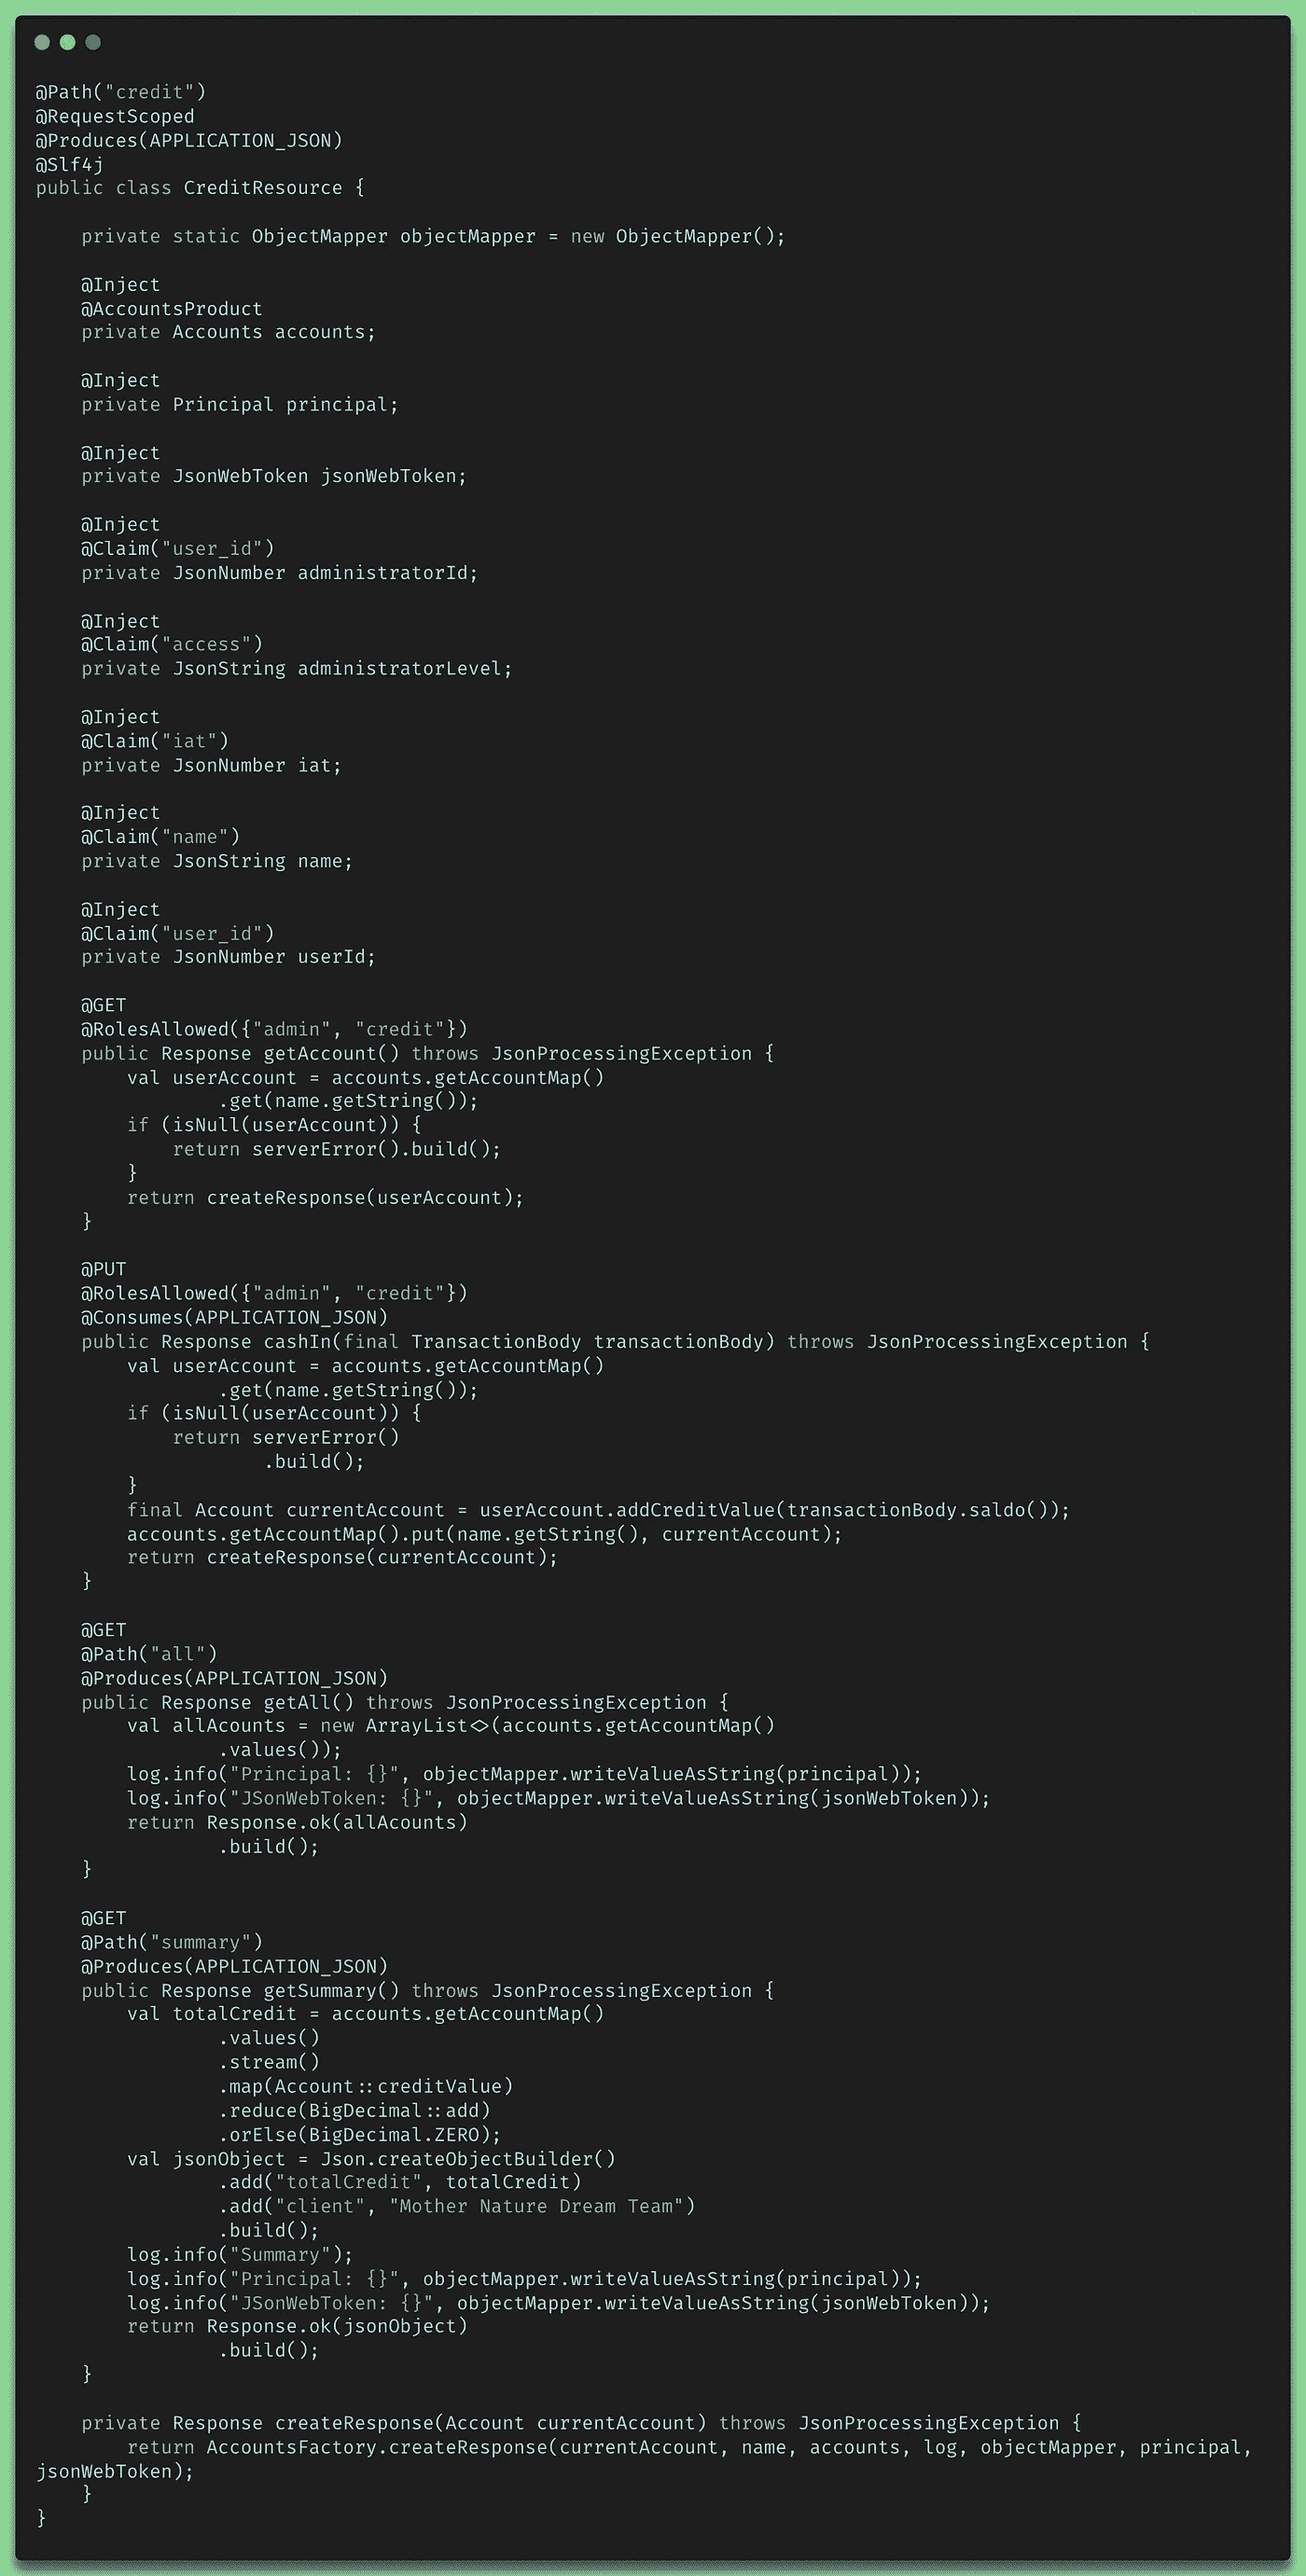 @Path("credit")
@RequestScoped
@Produces(APPLICATION_JSON)
@Slf4j
public class CreditResource {

    private static ObjectMapper objectMapper = new ObjectMapper();

    @Inject
    @AccountsProduct
    private Accounts accounts;

    @Inject
    private Principal principal;

    @Inject
    private JsonWebToken jsonWebToken;

    @Inject
    @Claim("user_id")
    private JsonNumber administratorId;

    @Inject
    @Claim("access")
    private JsonString administratorLevel;

    @Inject
    @Claim("iat")
    private JsonNumber iat;

    @Inject
    @Claim("name")
    private JsonString name;

    @Inject
    @Claim("user_id")
    private JsonNumber userId;

    @GET
    @RolesAllowed({"admin", "credit"})
    public Response getAccount() throws JsonProcessingException {
        val userAccount = accounts.getAccountMap()
                .get(name.getString());
        if (isNull(userAccount)) {
            return serverError().build();
        }
        return createResponse(userAccount);
    }

    @PUT
    @RolesAllowed({"admin", "credit"})
    @Consumes(APPLICATION_JSON)
    public Response cashIn(final TransactionBody transactionBody) throws JsonProcessingException {
        val userAccount = accounts.getAccountMap()
                .get(name.getString());
        if (isNull(userAccount)) {
            return serverError()
                    .build();
        }
        final Account currentAccount = userAccount.addCreditValue(transactionBody.saldo());
        accounts.getAccountMap().put(name.getString(), currentAccount);
        return createResponse(currentAccount);
    }

    @GET
    @Path("all")
    @Produces(APPLICATION_JSON)
    public Response getAll() throws JsonProcessingException {
        val allAcounts = new ArrayList<>(accounts.getAccountMap()
                .values());
        log.info("Principal: {}", objectMapper.writeValueAsString(principal));
        log.info("JSonWebToken: {}", objectMapper.writeValueAsString(jsonWebToken));
        return Response.ok(allAcounts)
                .build();
    }

    @GET
    @Path("summary")
    @Produces(APPLICATION_JSON)
    public Response getSummary() throws JsonProcessingException {
        val totalCredit = accounts.getAccountMap()
                .values()
                .stream()
                .map(Account::creditValue)
                .reduce(BigDecimal::add)
                .orElse(BigDecimal.ZERO);
        val jsonObject = Json.createObjectBuilder()
                .add("totalCredit", totalCredit)
                .add("client", "Mother Nature Dream Team")
                .build();
        log.info("Summary");
        log.info("Principal: {}", objectMapper.writeValueAsString(principal));
        log.info("JSonWebToken: {}", objectMapper.writeValueAsString(jsonWebToken));
        return Response.ok(jsonObject)
                .build();
    }

    private Response createResponse(Account currentAccount) throws JsonProcessingException {
        return AccountsFactory.createResponse(currentAccount, name, accounts, log, objectMapper, principal,
jsonWebToken);
    }
}